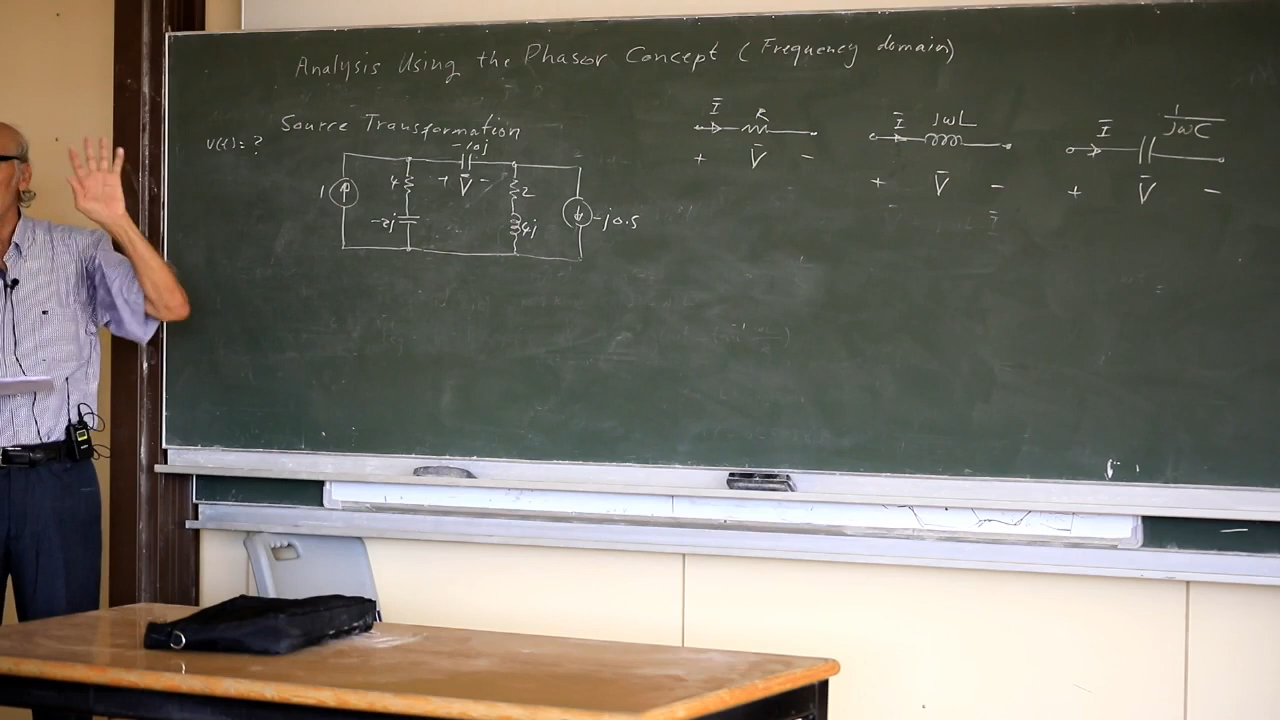 Analysis Using the Phasor Concept (Frequency domain)
Source Transformation
v(t) = ?
-10j
1
4
+ V̄ -
2
-2j
4j
-j0.5
Ī R
+ V̄ -
Ī jωL
+ V̄ -
Ī 1/jωC
+ V̄ -